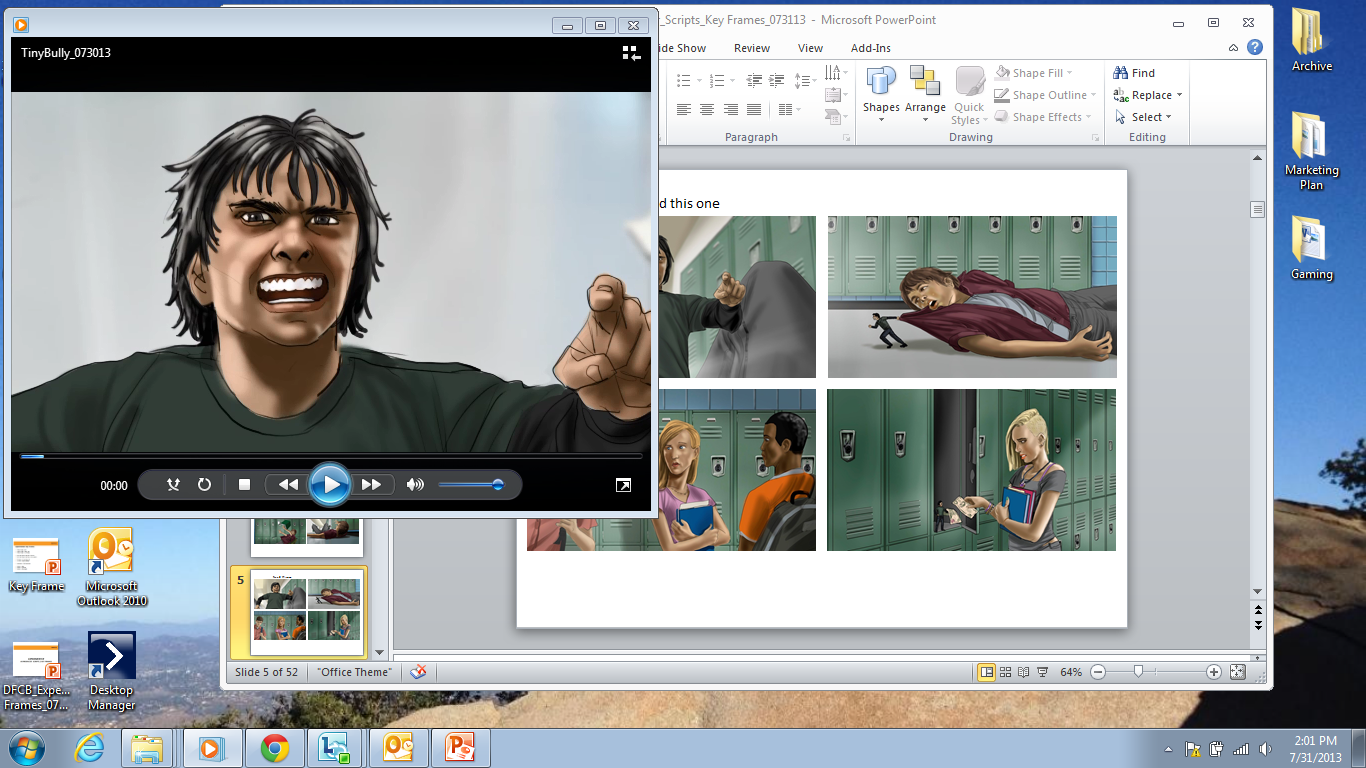 TinyBully_073013
00:00
_Scripts_Key Frames_073113 - Microsoft PowerPoint
ide Show
Review
View
Add-Ins
Shapes
Arrange
Quick
Styles
Shape Fill
Shape Outline
Shape Effects
Find
Replace
Select
Paragraph
Drawing
Editing
d this one
5
Slide 5 of 52
"Office Theme"
64%
Archive
Marketing
Plan
Gaming
Key Frame
Microsoft
Outlook 2010
DFCB_Expe...
Frames_07...
Desktop
Manager
2:01 PM
7/31/2013